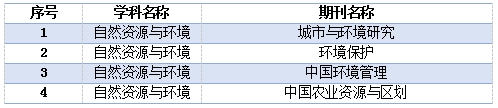 序号 学科名称 期刊名称
1 自然资源与环境 城市与环境研究
2 自然资源与环境 环境保护
3 自然资源与环境 中国环境管理
4 自然资源与环境 中国农业资源与区划